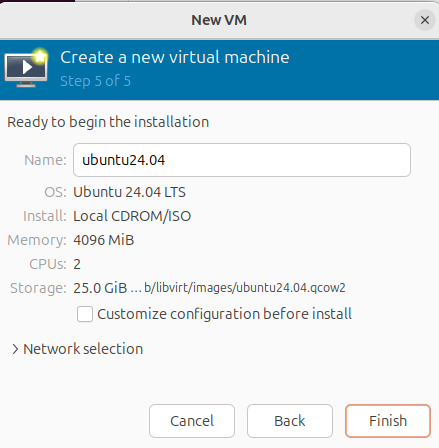 New VM
Create a new virtual machine
Step 5 of 5
Ready to begin the installation
Name: ubuntu24.04
OS: Ubuntu 24.04 LTS
Install: Local CDROM/ISO
Memory: 4096 MiB
CPUs: 2
Storage: 25.0 GiB ...b/libvirt/images/ubuntu24.04.qcow2
Customize configuration before install
Network selection
Cancel Back Finish